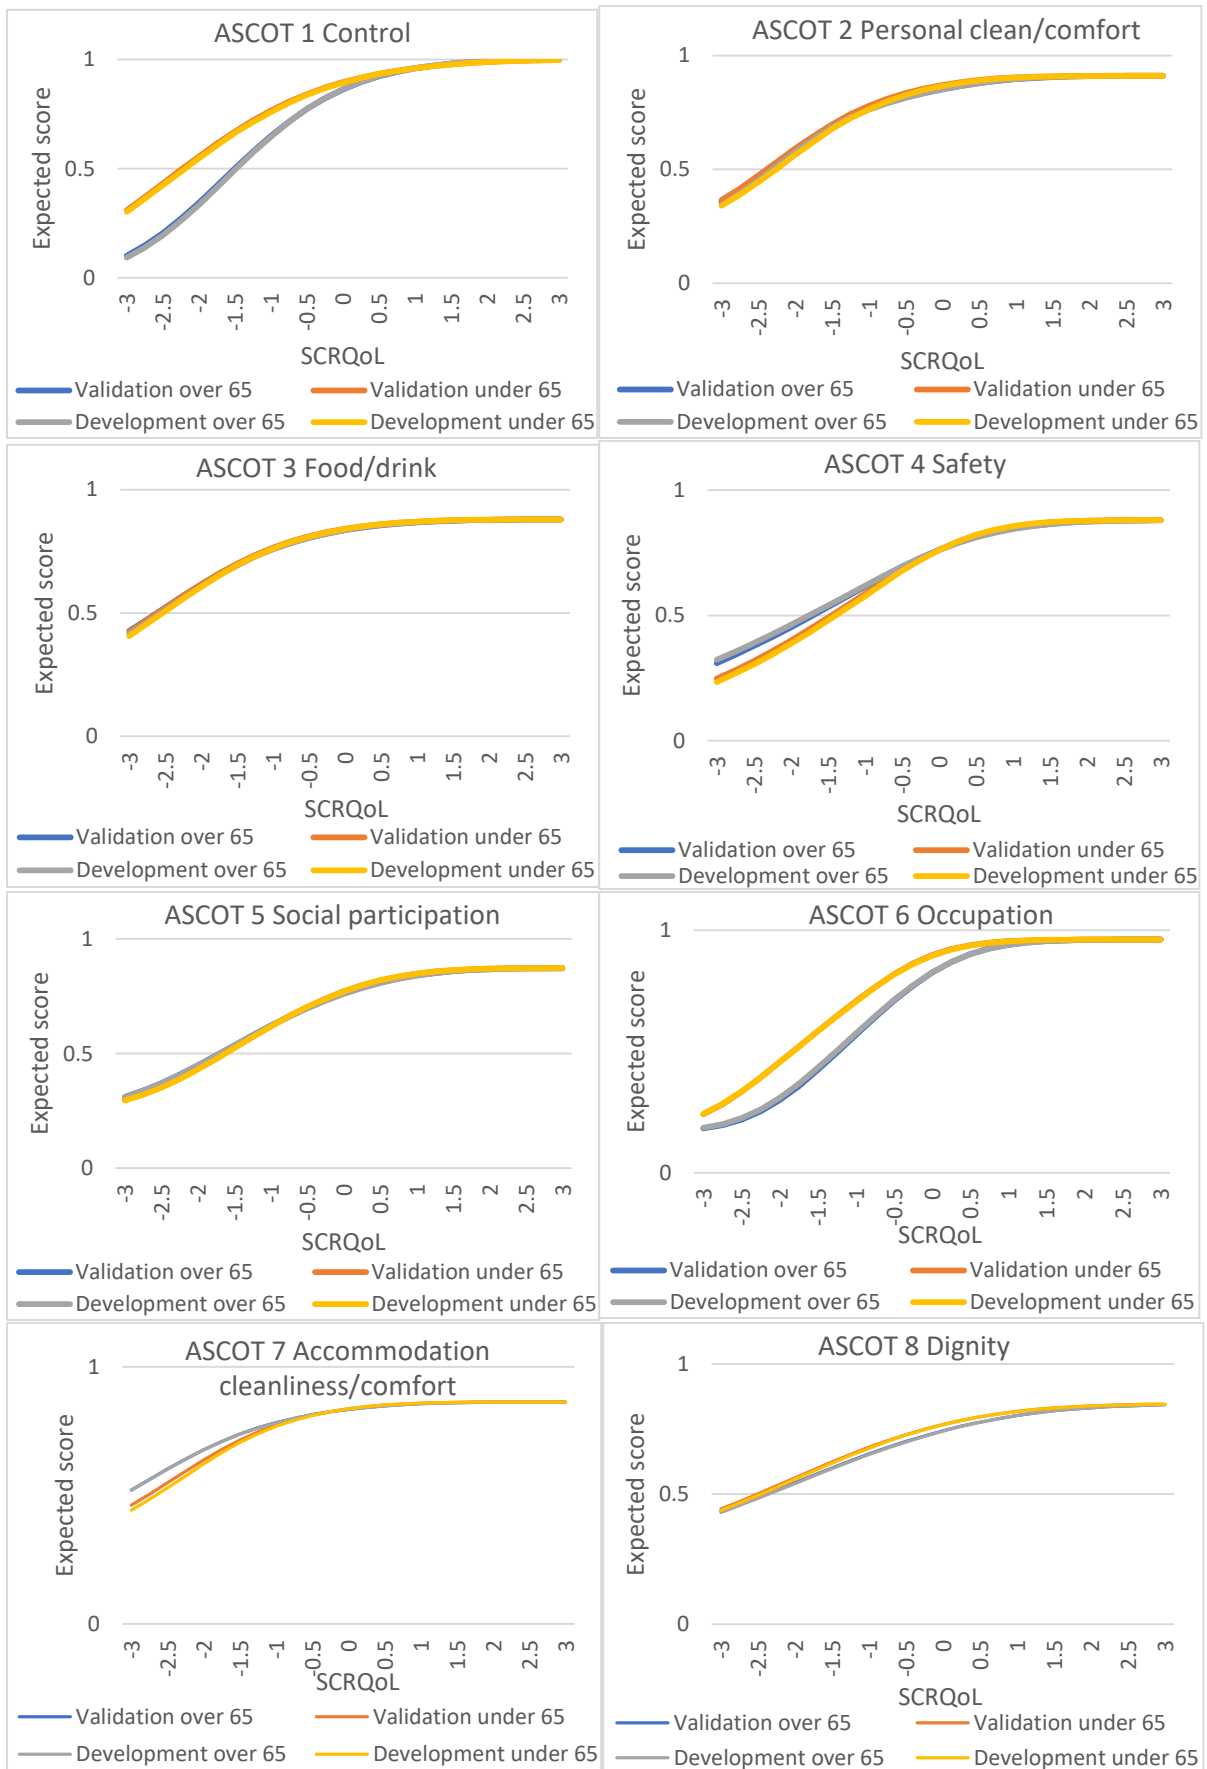 ASCOT 1 Control
1
0.5
0
Expected score
-3
-2.5
-2
-1.5
-1
-0.5
0
0.5
1
1.5
2
2.5
3
SCRQoL
Validation over 65
Validation under 65
Development over 65
Development under 65
ASCOT 2 Personal clean/comfort
1
0.5
0
Expected score
-3
-2.5
-2
-1.5
-1
-0.5
0
0.5
1
1.5
2
2.5
3
SCRQoL
Validation over 65
Validation under 65
Development over 65
Development under 65
ASCOT 3 Food/drink
1
0.5
0
Expected score
-3
-2.5
-2
-1.5
-1
-0.5
0
0.5
1
1.5
2
2.5
3
SCRQoL
Validation over 65
Validation under 65
Development over 65
Development under 65
ASCOT 4 Safety
1
0.5
0
Expected score
-3
-2.5
-2
-1.5
-1
-0.5
0
0.5
1
1.5
2
2.5
3
SCRQoL
Validation over 65
Validation under 65
Development over 65
Development under 65
ASCOT 5 Social participation
1
0.5
0
Expected score
-3
-2.5
-2
-1.5
-1
-0.5
0
0.5
1
1.5
2
2.5
3
SCRQoL
Validation over 65
Validation under 65
Development over 65
Development under 65
ASCOT 6 Occupation
1
0
Expected score
-3
-2.5
-2
-1.5
-1
-0.5
0
0.5
1
1.5
2
2.5
3
SCRQoL
Validation over 65
Validation under 65
Development over 65
Development under 65
ASCOT 7 Accommodation
cleanliness/comfort
1
0
Expected score
-3
-2.5
-2
-1.5
-1
-0.5
0
0.5
1
1.5
2
2.5
3
SCRQoL
Validation over 65
Validation under 65
Development over 65
Development under 65
ASCOT 8 Dignity
1
0.5
0
Expected score
-3
-2.5
-2
-1.5
-1
-0.5
0
0.5
1
1.5
2
2.5
3
SCRQoL
Validation over 65
Validation under 65
Development over 65
Development under 65